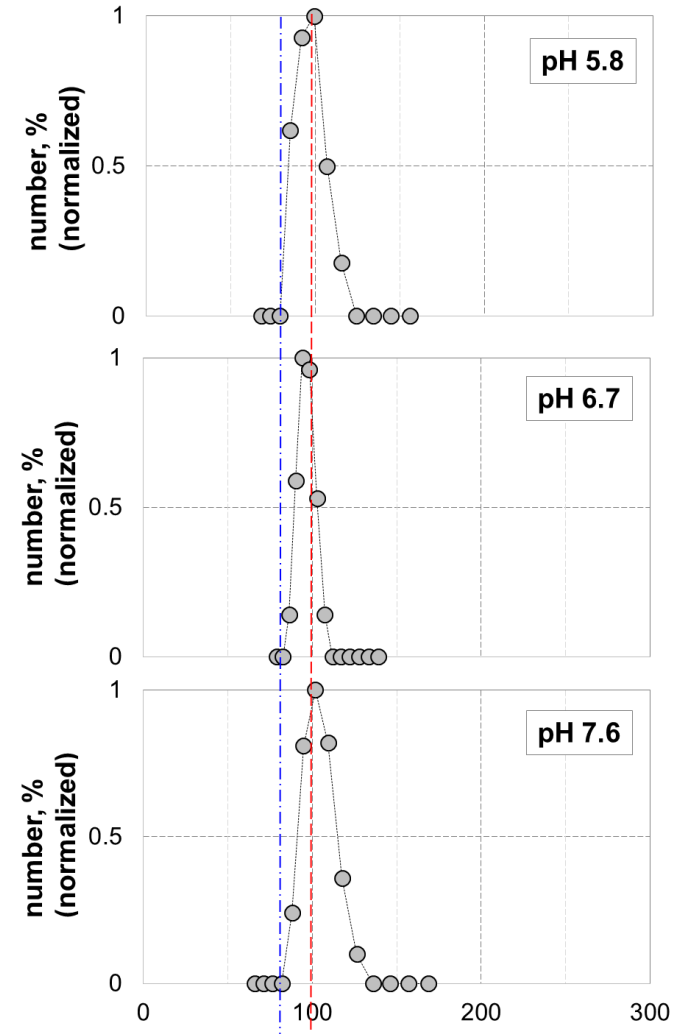 1
pH 5.8
number, %
(normalized)
0.5
0
1
pH 6.7
number, %
(normalized)
0.5
0
1
pH 7.6
number, %
(normalized)
0.5
0
0 100 200 300